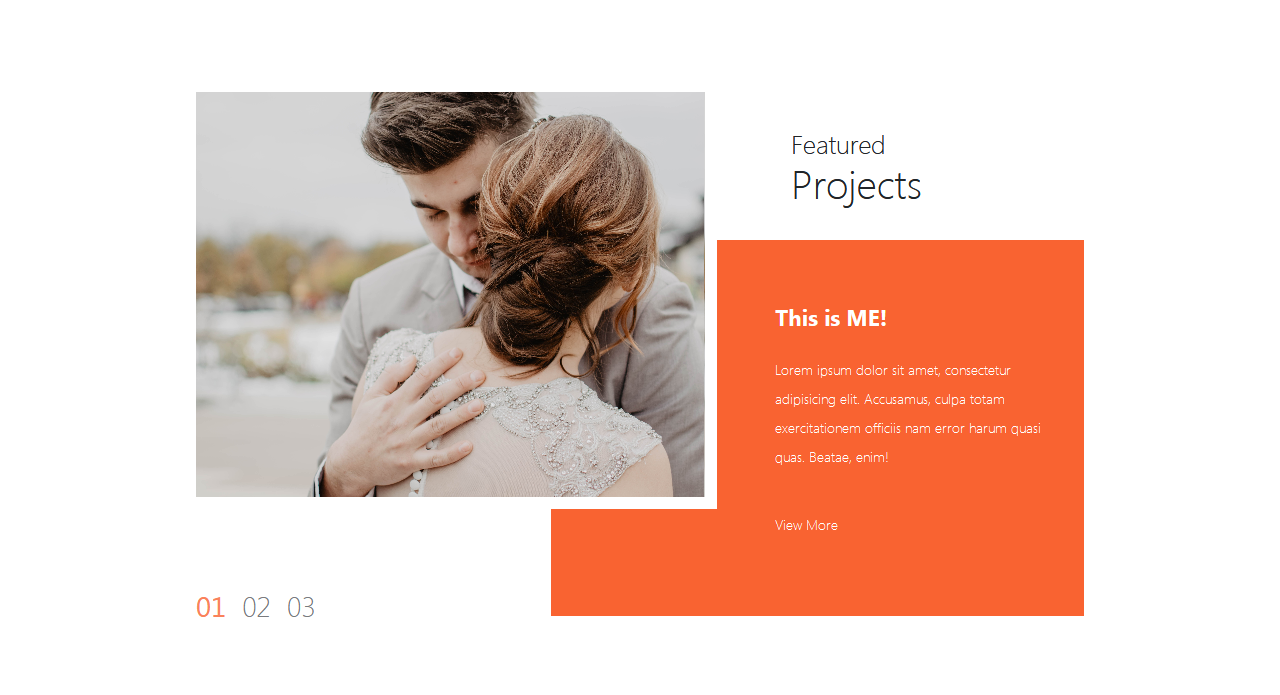 Featured
Projects
This is ME!
Lorem ipsum dolor sit amet, consectetur
adipisicing elit. Accusamus, culpa totam
exercitationem officiis nam error harum quasi
quas. Beatae, enim!
View More
01 02 03